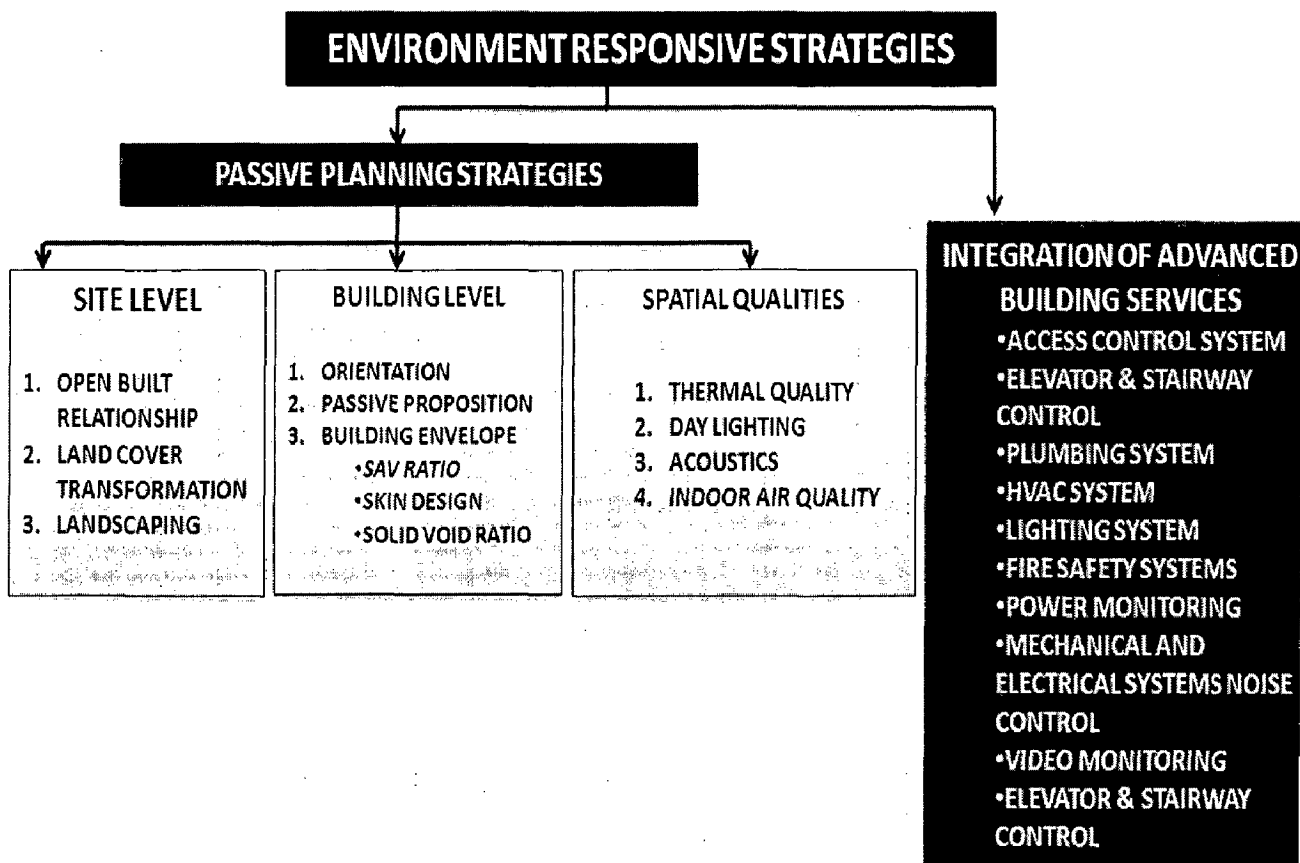 ENVIRONMENT RESPONSIVE STRATEGIES
PASSIVE PLANNING STRATEGIES
SITE LEVEL
1. OPEN BUILT
RELATIONSHIP
2. LAND COVER
TRANSFORMATION
3. LANDSCAPING
BUILDING LEVEL
1. ORIENTATION
2. PASSIVE PROPOSITION
3. BUILDING ENVELOPE
•SAV RATIO
•SKIN DESIGN
•SOLID VOID RATIO
SPATIAL QUALITIES
1. THERMAL QUALITY
2. DAY LIGHTING
3. ACOUSTICS
4. INDOOR AIR QUALITY
INTEGRATION OF ADVANCED
BUILDING SERVICES
•ACCESS CONTROL SYSTEM
•ELEVATOR & STAIRWAY
CONTROL
•PLUMBING SYSTEM
•HVAC SYSTEM
•LIGHTING SYSTEM
•FIRE SAFETY SYSTEMS
•POWER MONITORING
•MECHANICAL AND
ELECTRICAL SYSTEMS NOISE
CONTROL
•VIDEO MONITORING
•ELEVATOR & STAIRWAY
CONTROL